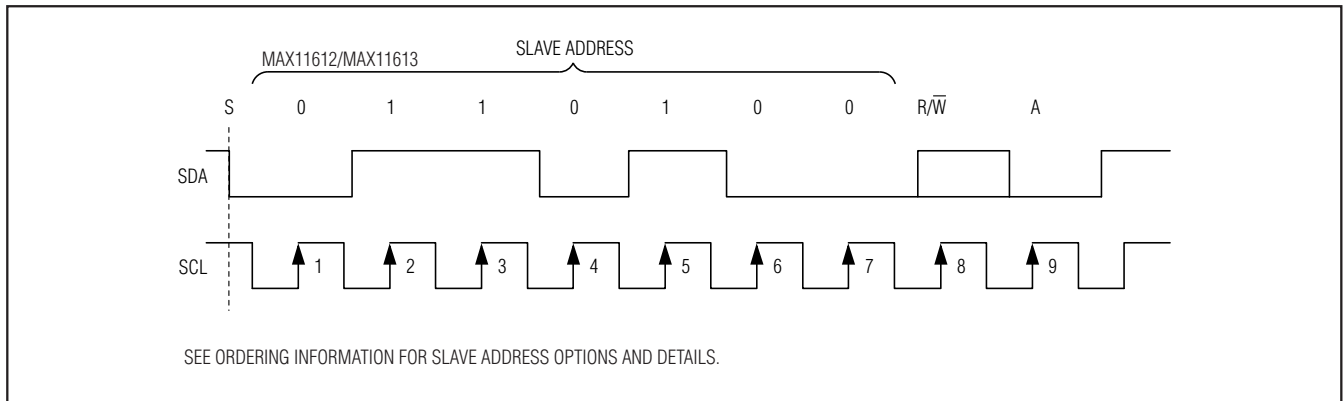 SLAVE ADDRESS
MAX11612/MAX11613
S 0 1 1 0 1 0 0 R/W̅ A
SDA
SCL 1 2 3 4 5 6 7 8 9
SEE ORDERING INFORMATION FOR SLAVE ADDRESS OPTIONS AND DETAILS.